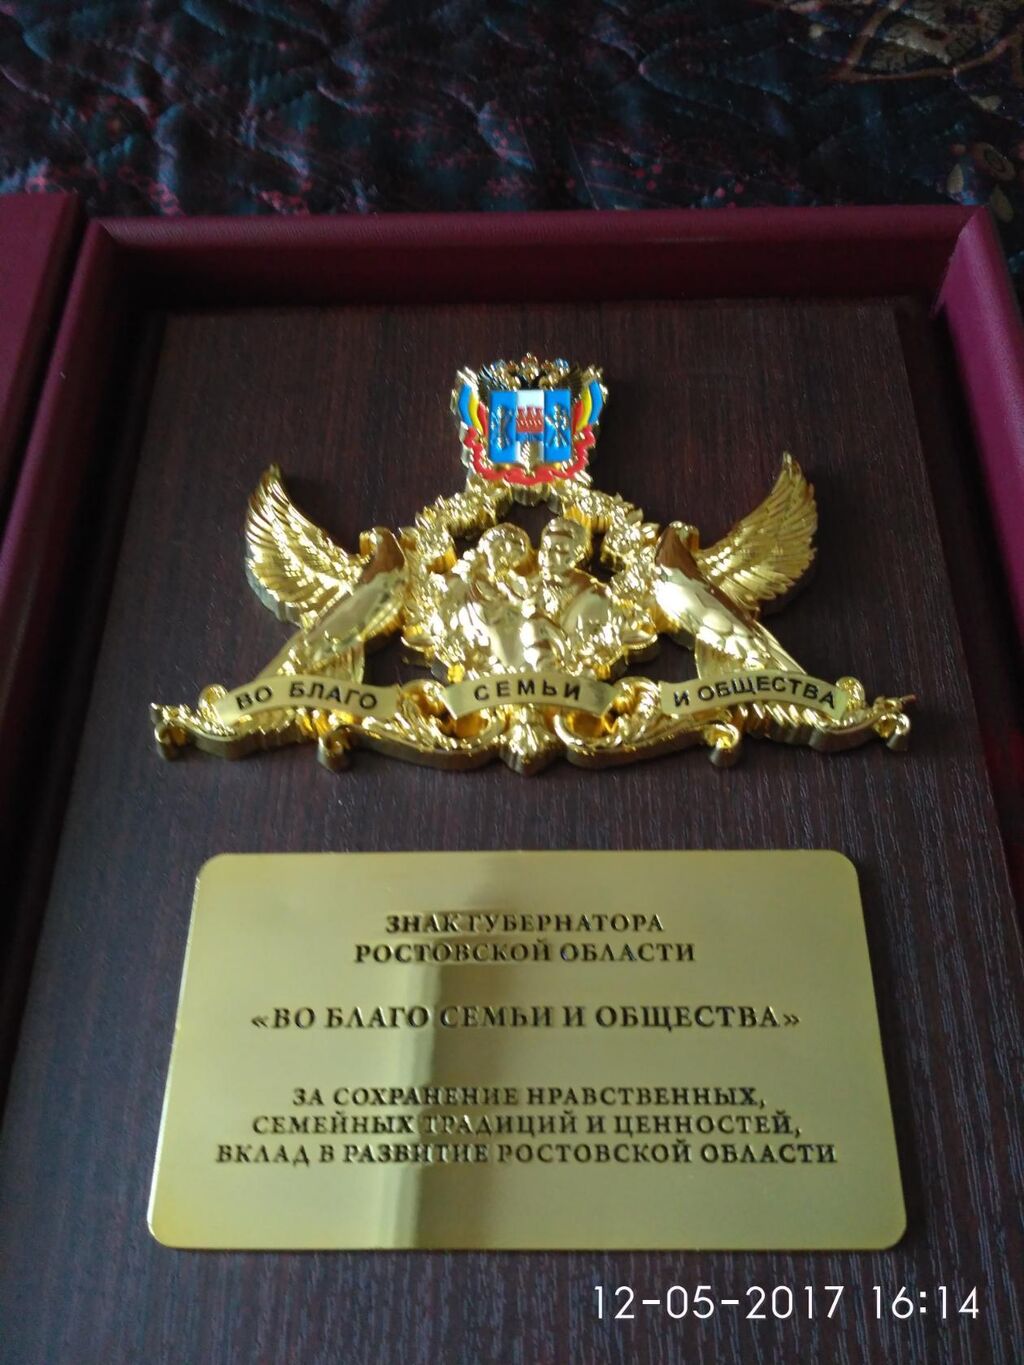 ВО БЛАГО СЕМЬИ И ОБЩЕСТВА
ЗНАК ГУБЕРНАТОРА
РОСТОВСКОЙ ОБЛАСТИ
«ВО БЛАГО СЕМЬИ И ОБЩЕСТВА»
ЗА СОХРАНЕНИЕ НРАВСТВЕННЫХ,
СЕМЕЙНЫХ ТРАДИЦИЙ И ЦЕННОСТЕЙ,
ВКЛАД В РАЗВИТИЕ РОСТОВСКОЙ ОБЛАСТИ
12-05-2017 16:14